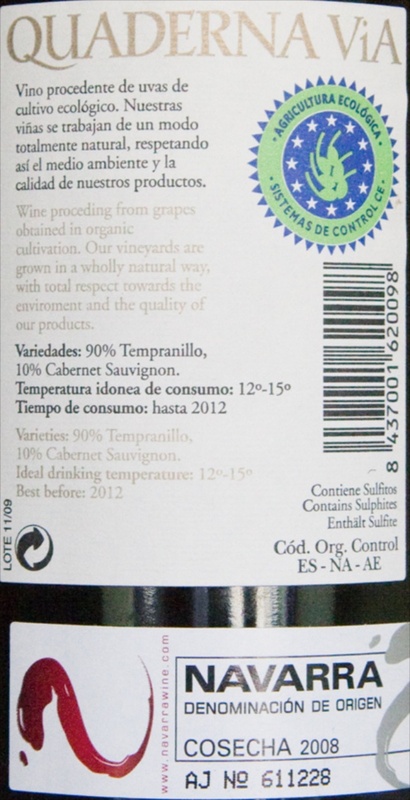 QUADERNA ViA
Vino procedente de uvas de
cultivo ecológico. Nuestras
viñas se trabajan de un modo
totalmente natural, respetando
así el medio ambiente y la
calidad de nuestros productos.
Wine proceding from grapes
obtained in organic
cultivation. Our vineyards are
grown in a wholly natural way,
with total respect towards the
enviroment and the quality of
our products.
· AGRICULTURA ECOLÓGICA ·
SISTEMAS DE CONTROL CE
Variedades: 90% Tempranillo,
10% Cabernet Sauvignon.
Temperatura idonea de consumo: 12º-15º
Tiempo de consumo: hasta 2012
Varieties: 90% Tempranillo,
10% Cabernet Sauvignon.
Ideal drinking temperature: 12º-15º
Best before: 2012
8 437001 620098
Contiene Sulfitos
Contains Sulphites
Enthält Sulfite
Cód. Org. Control
ES - NA - AE
LOTE 11/09
www.navarrawine.com
NAVARRA
DENOMINACIÓN DE ORIGEN
COSECHA 2008
AJ Nº 611228